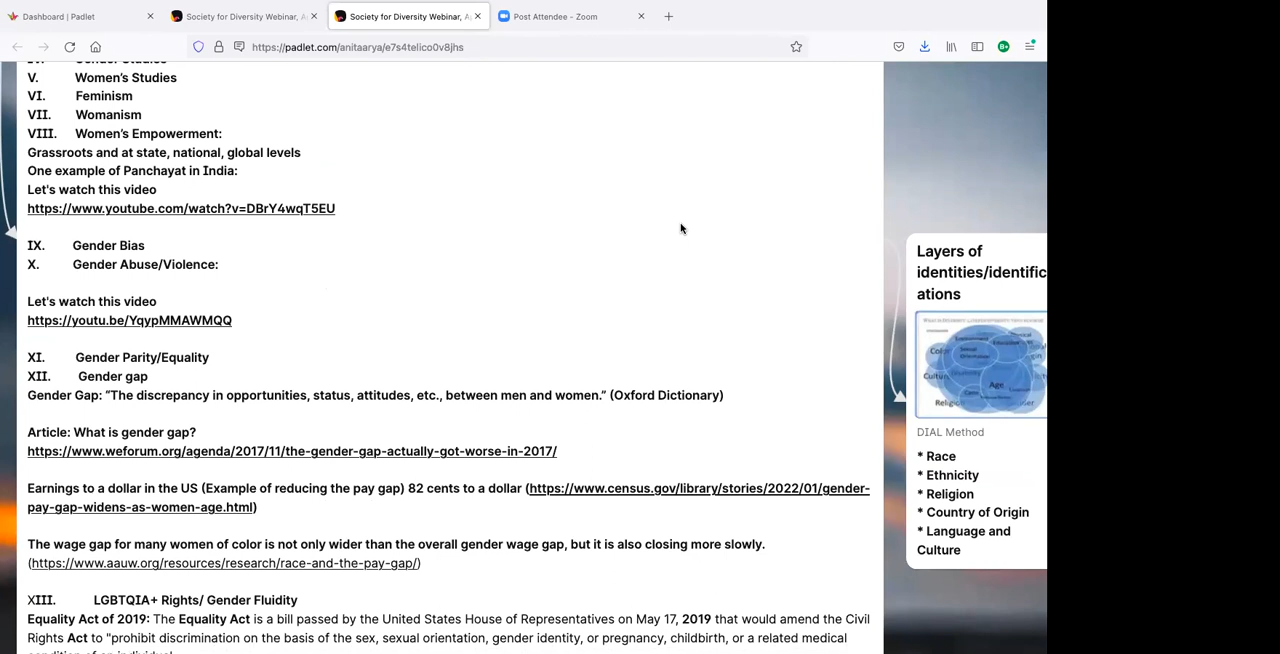 Dashboard | Padlet
Society for Diversity Webinar, A
Society for Diversity Webinar, A
Post Attendee - Zoom
https://padlet.com/anitaarya/e7s4telico0v8jhs
IV. Gender Studies
V. Women's Studies
VI. Feminism
VII. Womanism
VIII. Women's Empowerment:
Grassroots and at state, national, global levels
One example of Panchayat in India:
Let's watch this video
https://www.youtube.com/watch?v=DBrY4wqT5EU
IX. Gender Bias
X. Gender Abuse/Violence:
Let's watch this video
https://youtu.be/YqypMMAWMQQ
XI. Gender Parity/Equality
XII. Gender gap
Gender Gap: “The discrepancy in opportunities, status, attitudes, etc., between men and women.” (Oxford Dictionary)
Article: What is gender gap?
https://www.weforum.org/agenda/2017/11/the-gender-gap-actually-got-worse-in-2017/
Earnings to a dollar in the US (Example of reducing the pay gap) 82 cents to a dollar (https://www.census.gov/library/stories/2022/01/gender-
pay-gap-widens-as-women-age.html)
The wage gap for many women of color is not only wider than the overall gender wage gap, but it is also closing more slowly.
(https://www.aauw.org/resources/research/race-and-the-pay-gap/)
XIII. LGBTQIA+ Rights/ Gender Fluidity
Equality Act of 2019: The Equality Act is a bill passed by the United States House of Representatives on May 17, 2019 that would amend the Civil
Rights Act to "prohibit discrimination on the basis of the sex, sexual orientation, gender identity, or pregnancy, childbirth, or a related medical
condition of an individual
Layers of
identities/identific
ations
Sexual
Orientation
Education
Age
DIAL Method
* Race
* Ethnicity
* Religion
* Country of Origin
* Language and
Culture